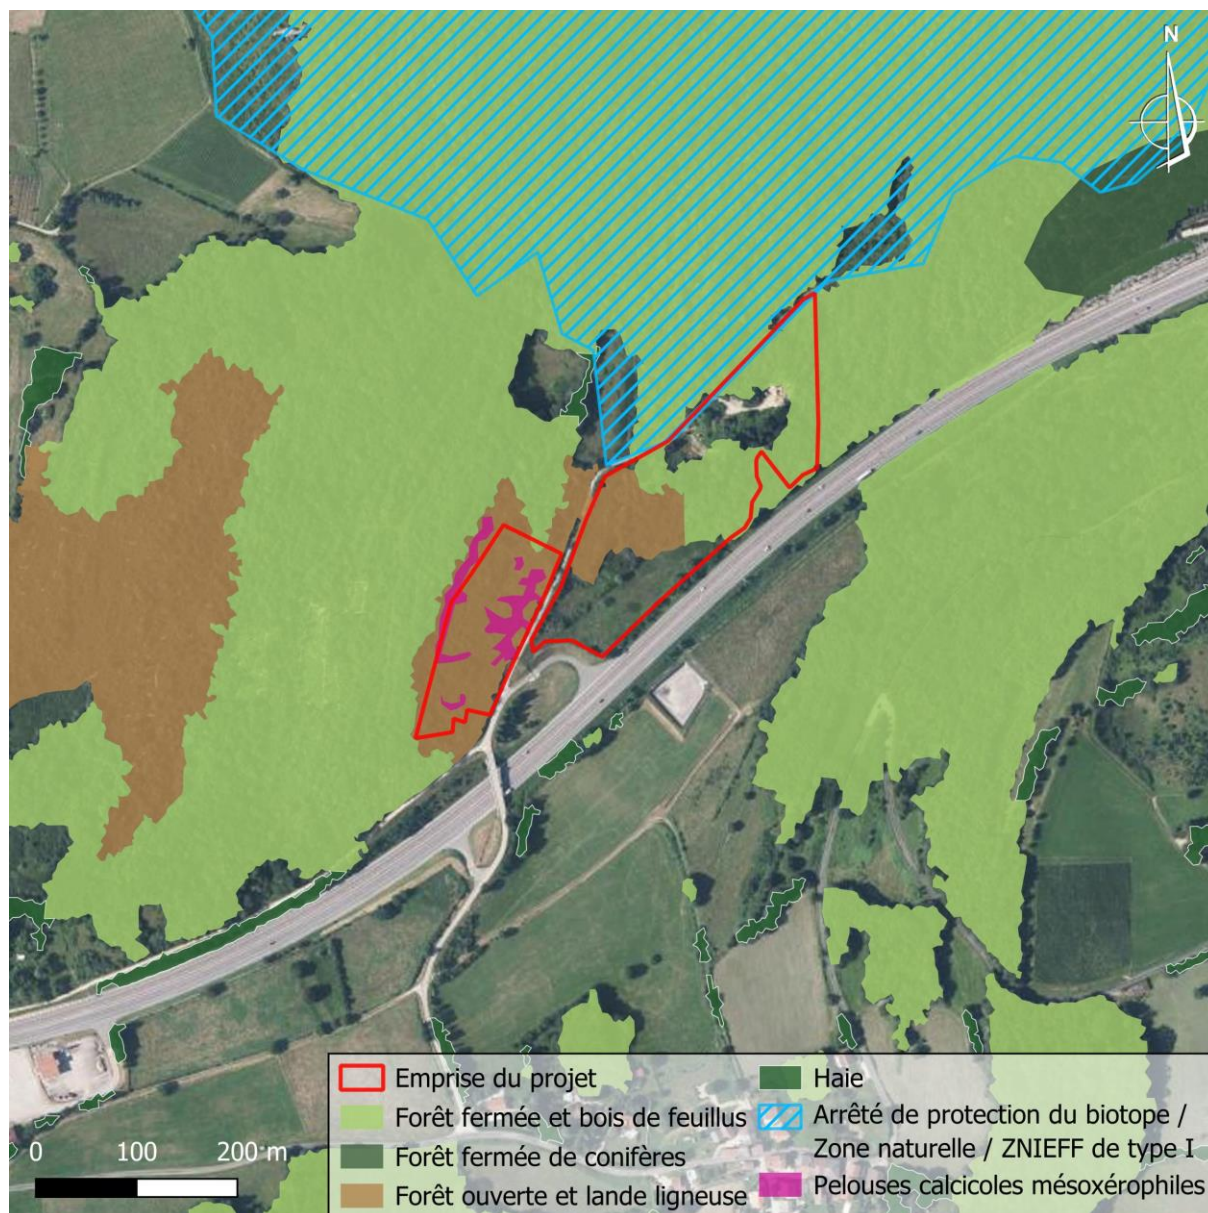 N
Emprise du projet
Forêt fermée et bois de feuillus
Forêt fermée de conifères
Forêt ouverte et lande ligneuse
Haie
Arrêté de protection du biotope /
Zone naturelle / ZNIEFF de type I
Pelouses calcicoles mésoxérophiles
0 100 200 m